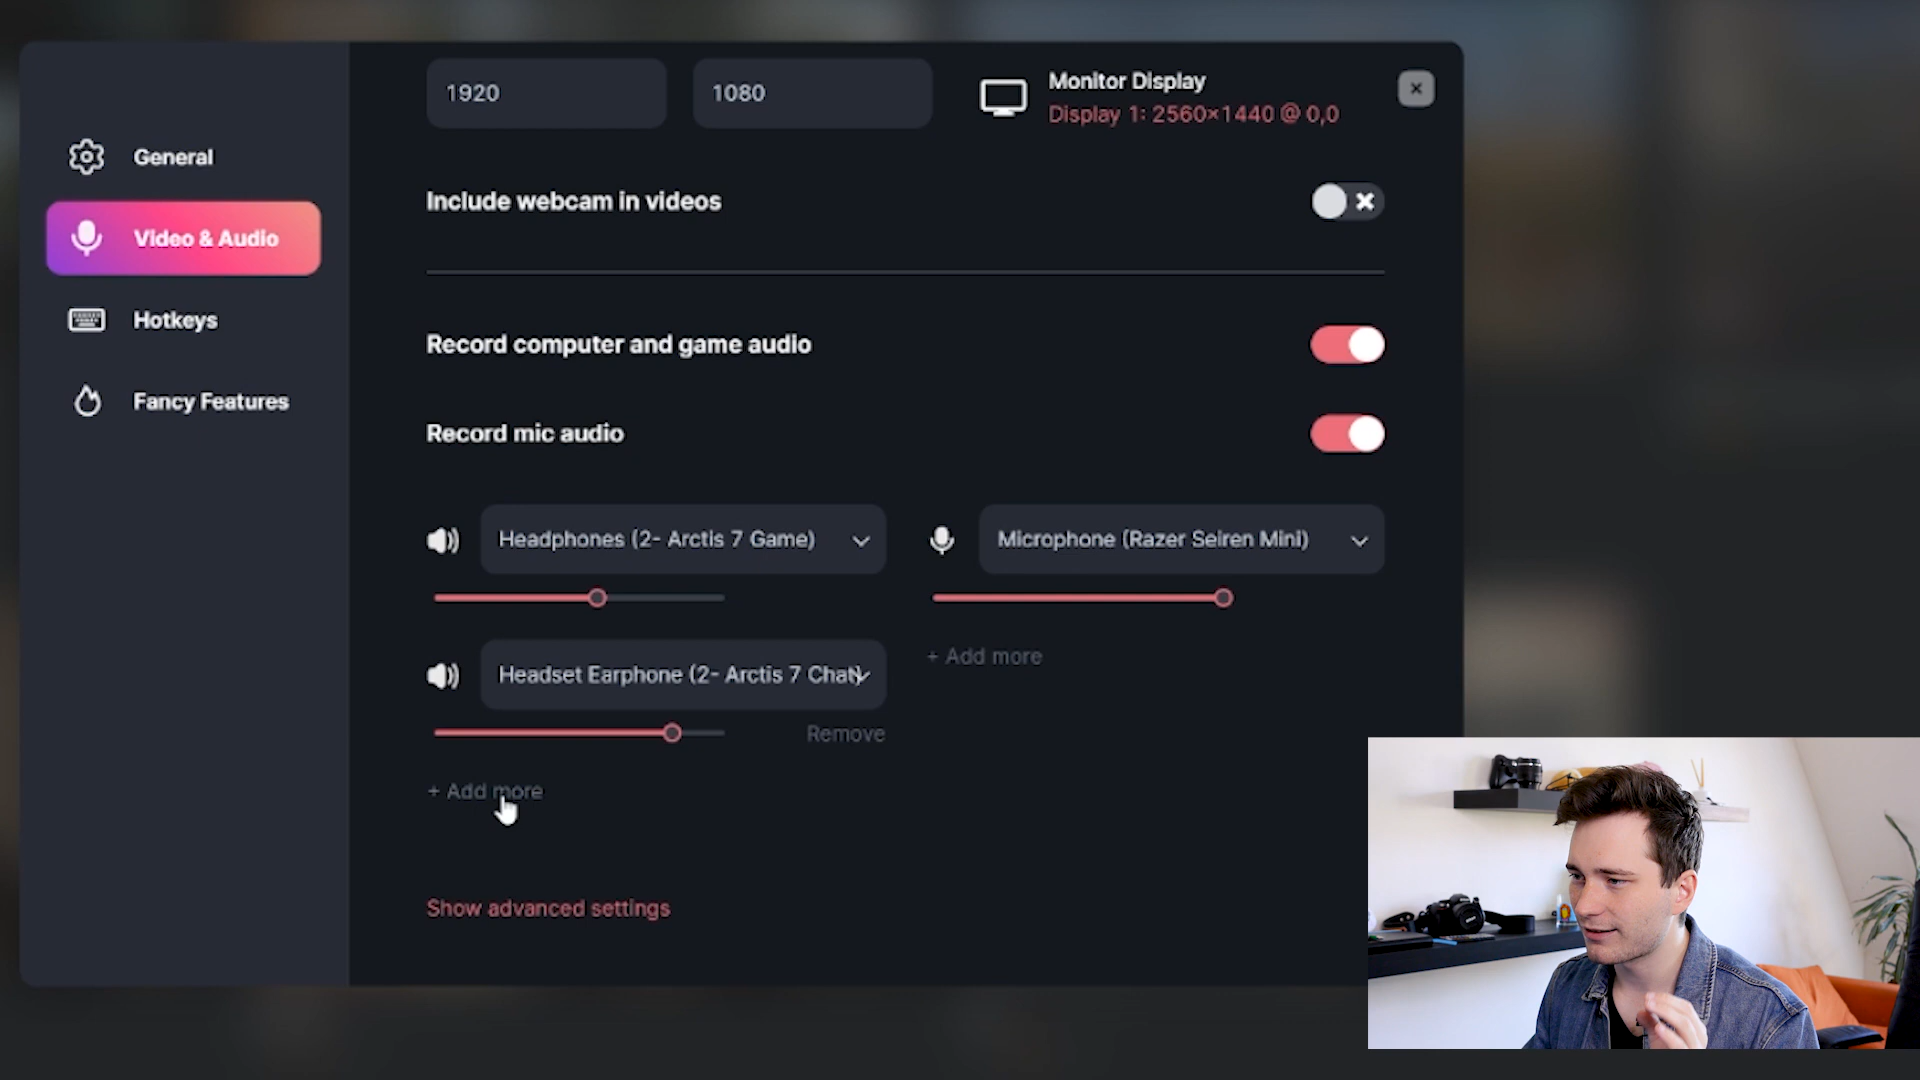 General
Video & Audio
Hotkeys
Fancy Features
1920
1080
Monitor Display
Display 1: 2560×1440 @ 0,0
Include webcam in videos
Record computer and game audio
Record mic audio
Headphones (2- Arctis 7 Game)
Microphone (Razer Seiren Mini)
+ Add more
Headset Earphone (2- Arctis 7 Chat)
Remove
+ Add more
Show advanced settings